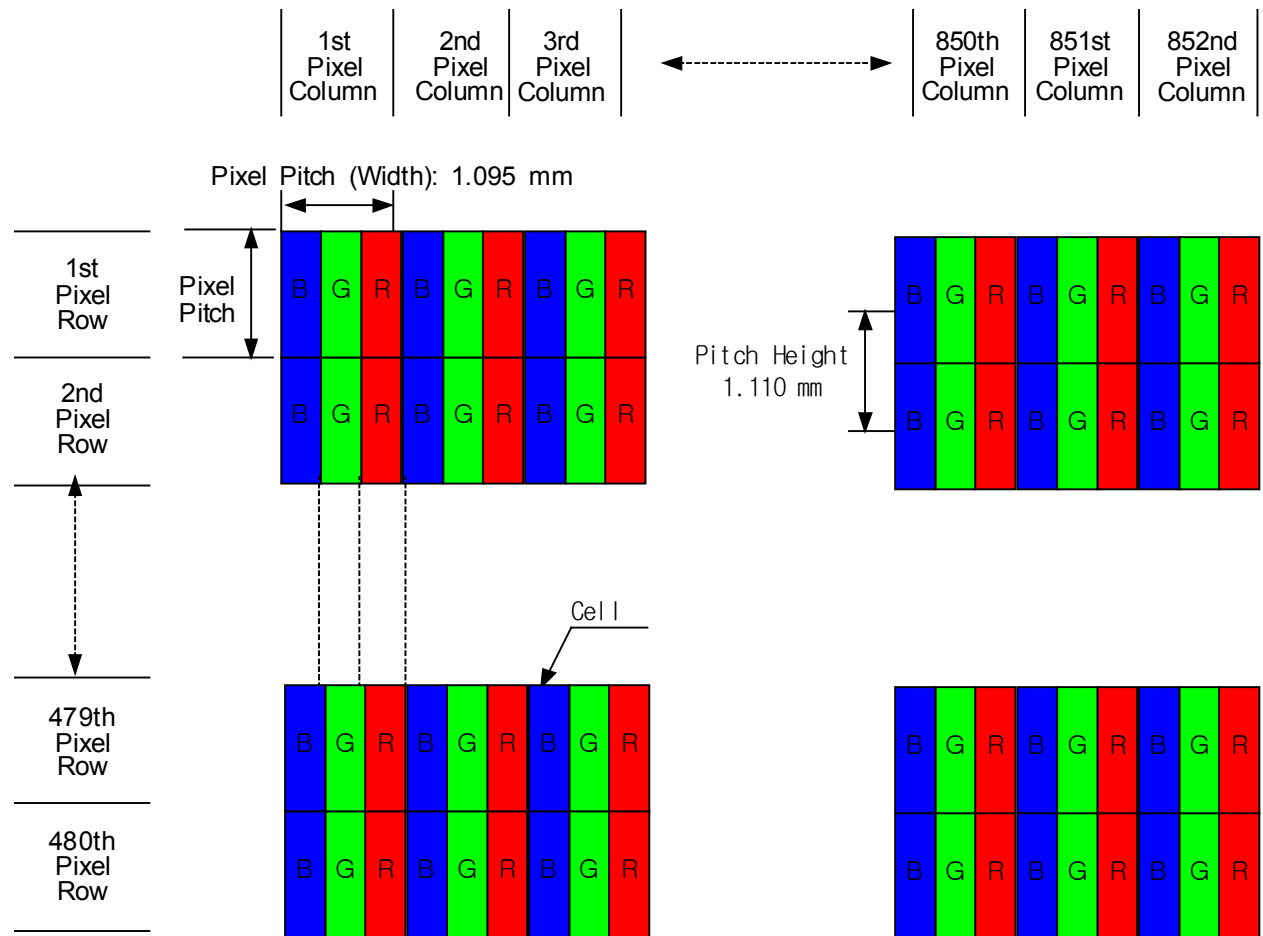 1st
Pixel
Column
2nd
Pixel
Column
3rd
Pixel
Column
850th
Pixel
Column
851st
Pixel
Column
852nd
Pixel
Column
Pixel Pitch (Width): 1.095 mm
1st
Pixel
Row
Pixel
Pitch
B G R B G R B G R
B G R B G R B G R
Pitch Height
1.110 mm
2nd
Pixel
Row
B G R B G R B G R
B G R B G R B G R
Cell
479th
Pixel
Row
B G R B G R B G R
B G R B G R B G R
480th
Pixel
Row
B G R B G R B G R
B G R B G R B G R